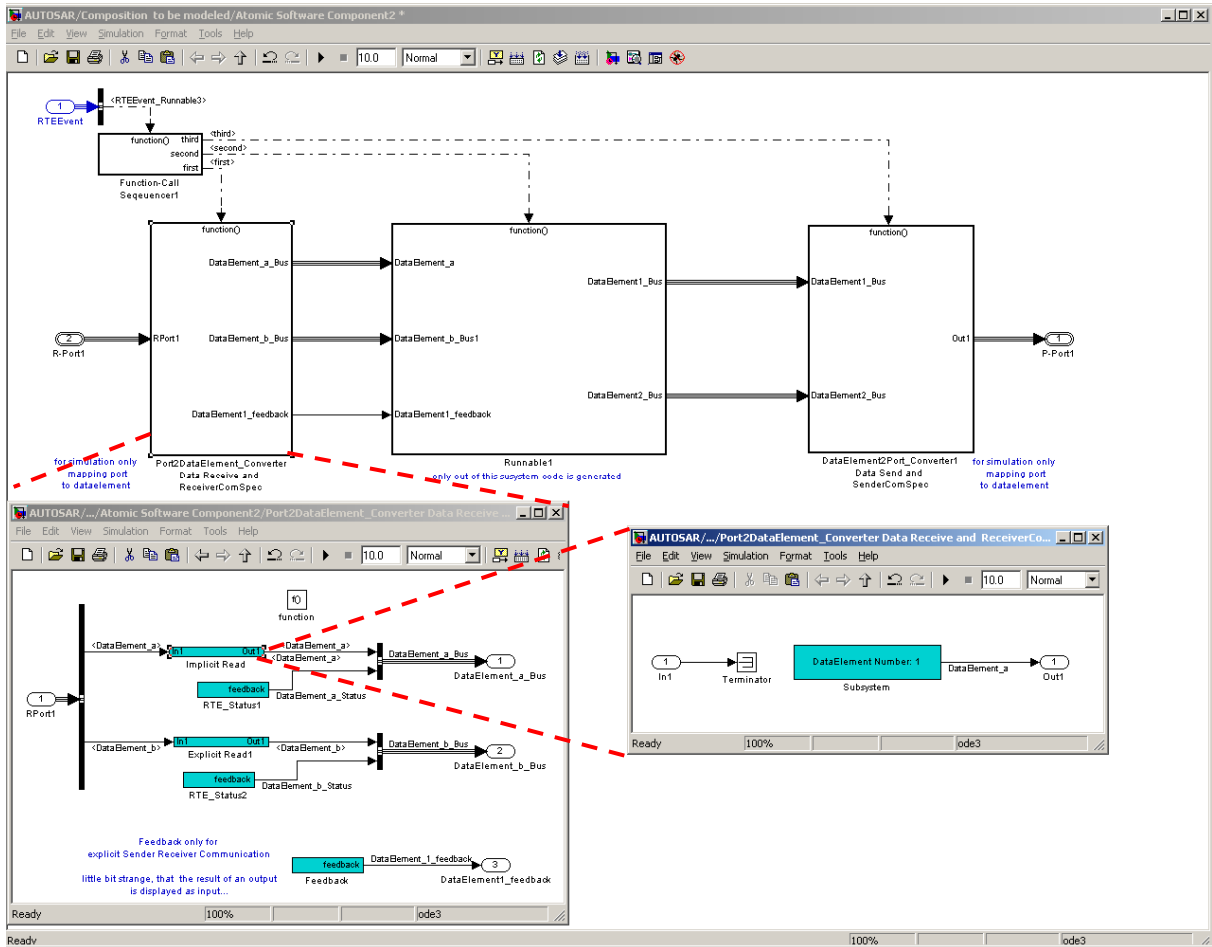 AUTOSAR/Composition to be modeled/Atomic Software Component2 *
File Edit View Simulation Format Tools Help
10.0 Normal
1
RTEEvent
<RTEEvent_Runnable3>
function() third
second
first
<third>
<second>
<first>
Function-Call
Seqeuencer1
function()
DataElement_a_Bus
RPort1
DataElement_b_Bus
DataElement1_feedback
2
R-Port1
function()
DataElement_a
DataElement1_Bus
DataElement_b_Bus1
DataElement2_Bus
DataElement1_feedback
function()
DataElement1_Bus
Out1
DataElement2_Bus
1
P-Port1
for simulation only
mapping port
to dataelement
Port2DataElement_Converter
Data Receive and
ReceiverComSpec
Runnable1
only out of this susystem code is generated
DataElement2Port_Converter1
Data Send and
SenderComSpec
for simulation only
mapping port
to dataelement
AUTOSAR/.../Atomic Software Component2/Port2DataElement_Converter Data Receive ...
File Edit View Simulation Format Tools Help
10.0 Normal
f()
function
<DataElement_a>
In1 Out1
<DataElement_a>
<DataElement_a>
Implicit Read
feedback
DataElement_a_Status
RTE_Status1
DataElement_a_Bus
1
DataElement_a_Bus
1
RPort1
<DataElement_b>
In1 Out1
<DataElement_b>
Explicit Read1
feedback
DataElement_b_Status
RTE_Status2
DataElement_b_Bus
2
DataElement_b_Bus
Feedback only for
explicit Sender Receiver Communication
little bit strange, that the result of an output
is displayed as input...
feedback
Feedback
DataElement_1_feedback
3
DataElement1_feedback
Ready 100% ode3
AUTOSAR/.../Port2DataElement_Converter Data Receive and ReceiverCo...
File Edit View Simulation Format Tools Help
10.0 Normal
1
In1
Terminator
DataElement Number: 1
Subsystem
DataElement_a
1
Out1
Ready 100% ode3
Ready 100% ode3